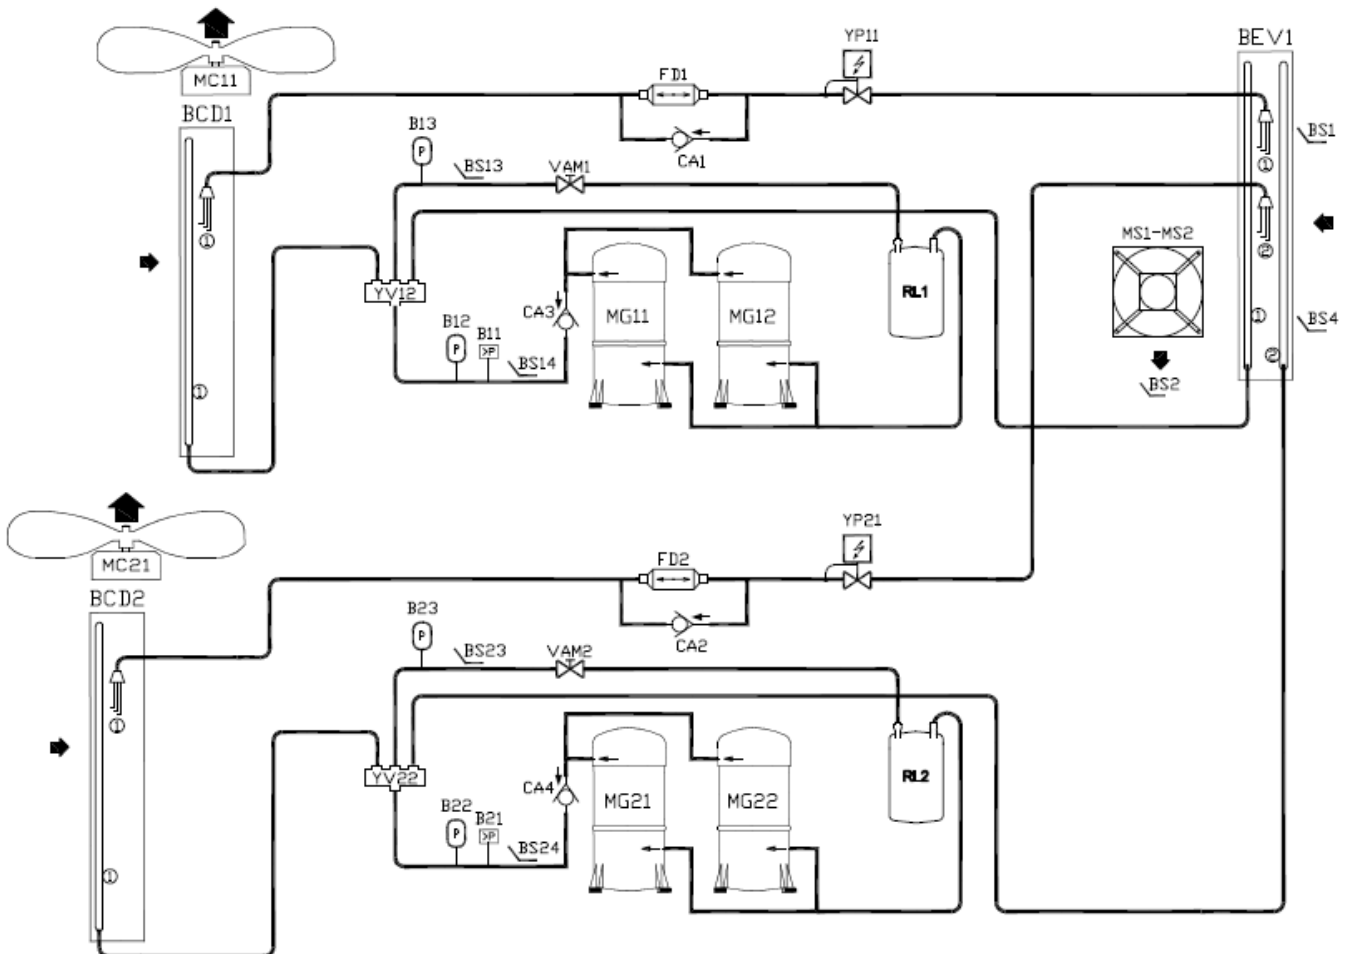 YP11
BEV1
MC11
FD1
BCD1
B13
P
BS13
VAM1
CA1
BS1
1
1
2
MS1-MS2
YV12
RL1
CA3
MG11
MG12
B12
P
B11
>P
BS14
1
BS4
2
BS2
1
YP21
MC21
FD2
BCD2
B23
P
BS23
VAM2
CA2
1
YV22
RL2
CA4
MG21
MG22
B22
P
B21
>P
BS24
1